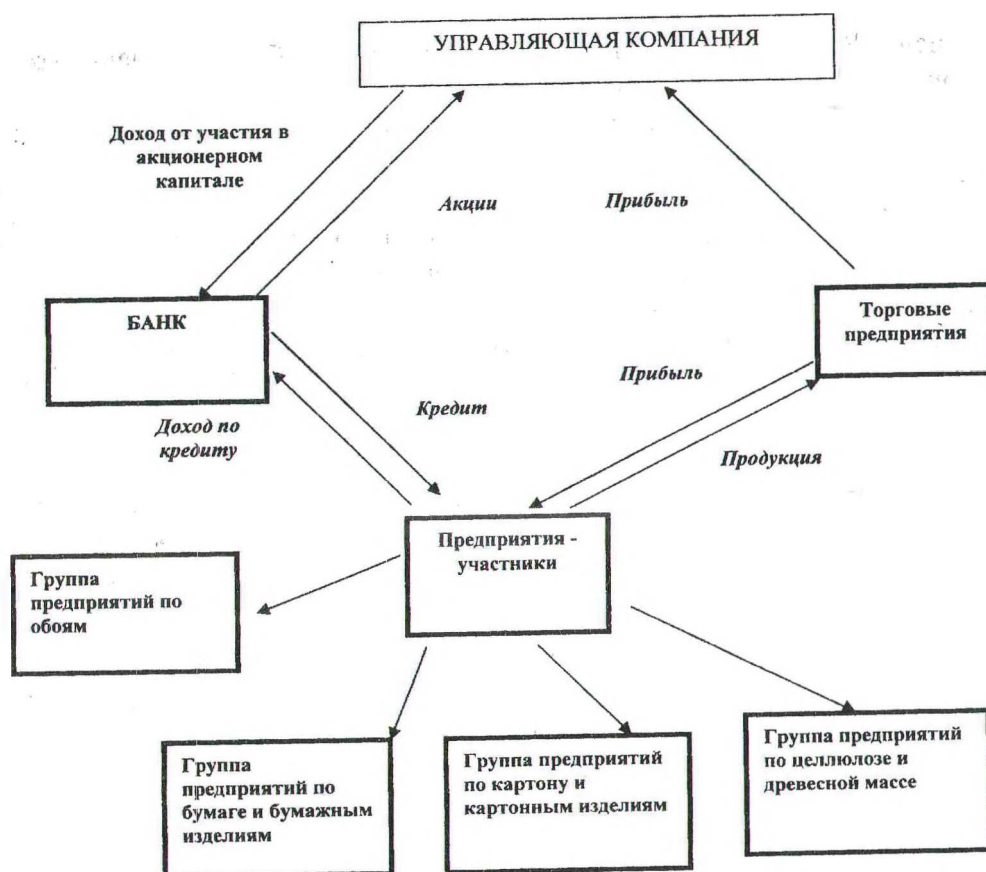 УПРАВЛЯЮЩАЯ КОМПАНИЯ
Доход от участия в
акционерном
капитале
Акции
Прибыль
БАНК
Торговые
предприятия
Прибыль
Кредит
Доход по
кредиту
Продукция
Предприятия -
участники
Группа
предприятий по
обоям
Группа
предприятий по
бумаге и бумажным
изделиям
Группа предприятий
по картону и
картонным изделиям
Группа предприятий
по целлюлозе и
древесной массе